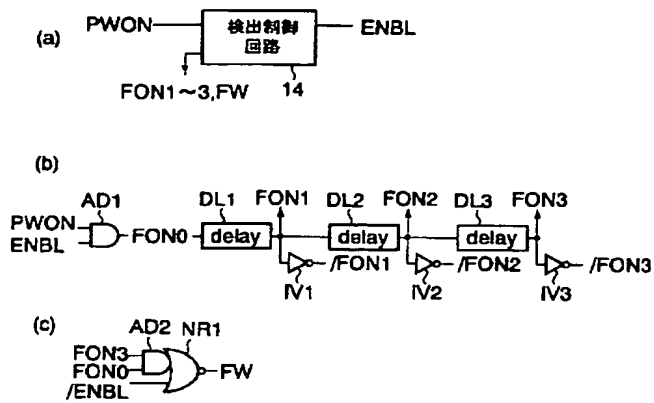 (a)
PWON
検出制御
回路
ENBL
FON1～3,FW
14
(b)
AD1
PWON
ENBL
FON0
DL1
delay
FON1
/FON1
IV1
DL2
delay
FON2
/FON2
IV2
DL3
delay
FON3
/FON3
IV3
(c)
AD2
NR1
FON3
FON0
/ENBL
FW